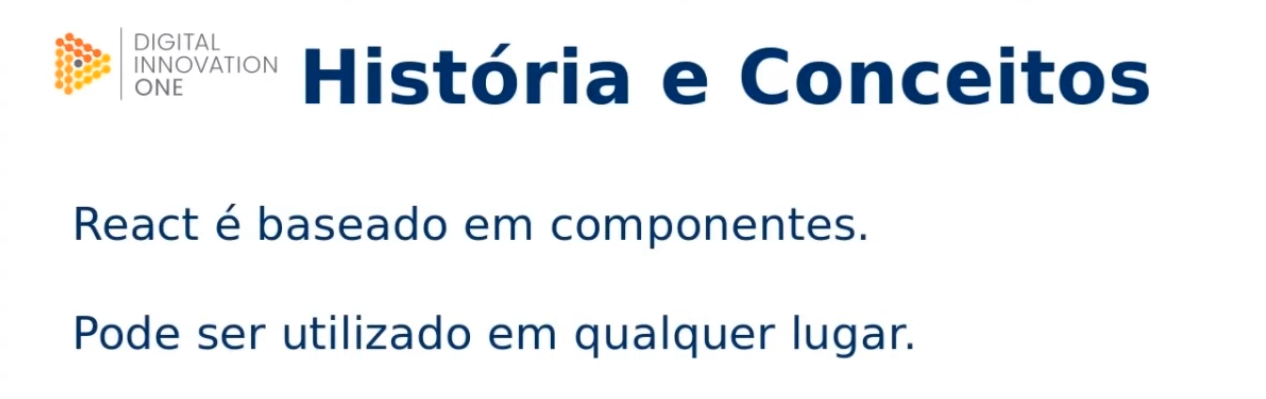 DIGITAL
INNOVATION
ONE
História e Conceitos
React é baseado em componentes.
Pode ser utilizado em qualquer lugar.